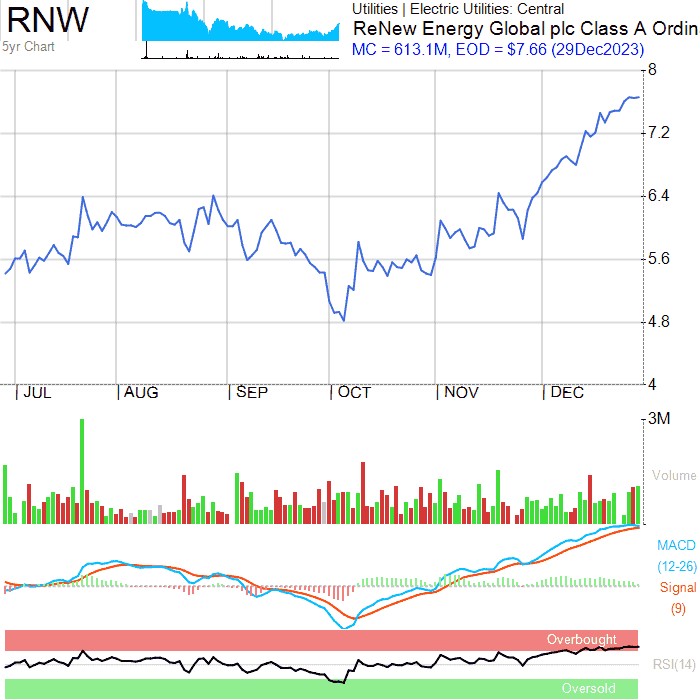 RNW
5yr Chart
Utilities | Electric Utilities: Central
ReNew Energy Global plc Class A Ordin
MC = 613.1M, EOD = $7.66 (29Dec2023)
8
7.2
6.4
5.6
4.8
4
JUL
AUG
SEP
OCT
NOV
DEC
3M
Volume
MACD
(12-26)
Signal
(9)
Overbought
RSI(14)
Oversold